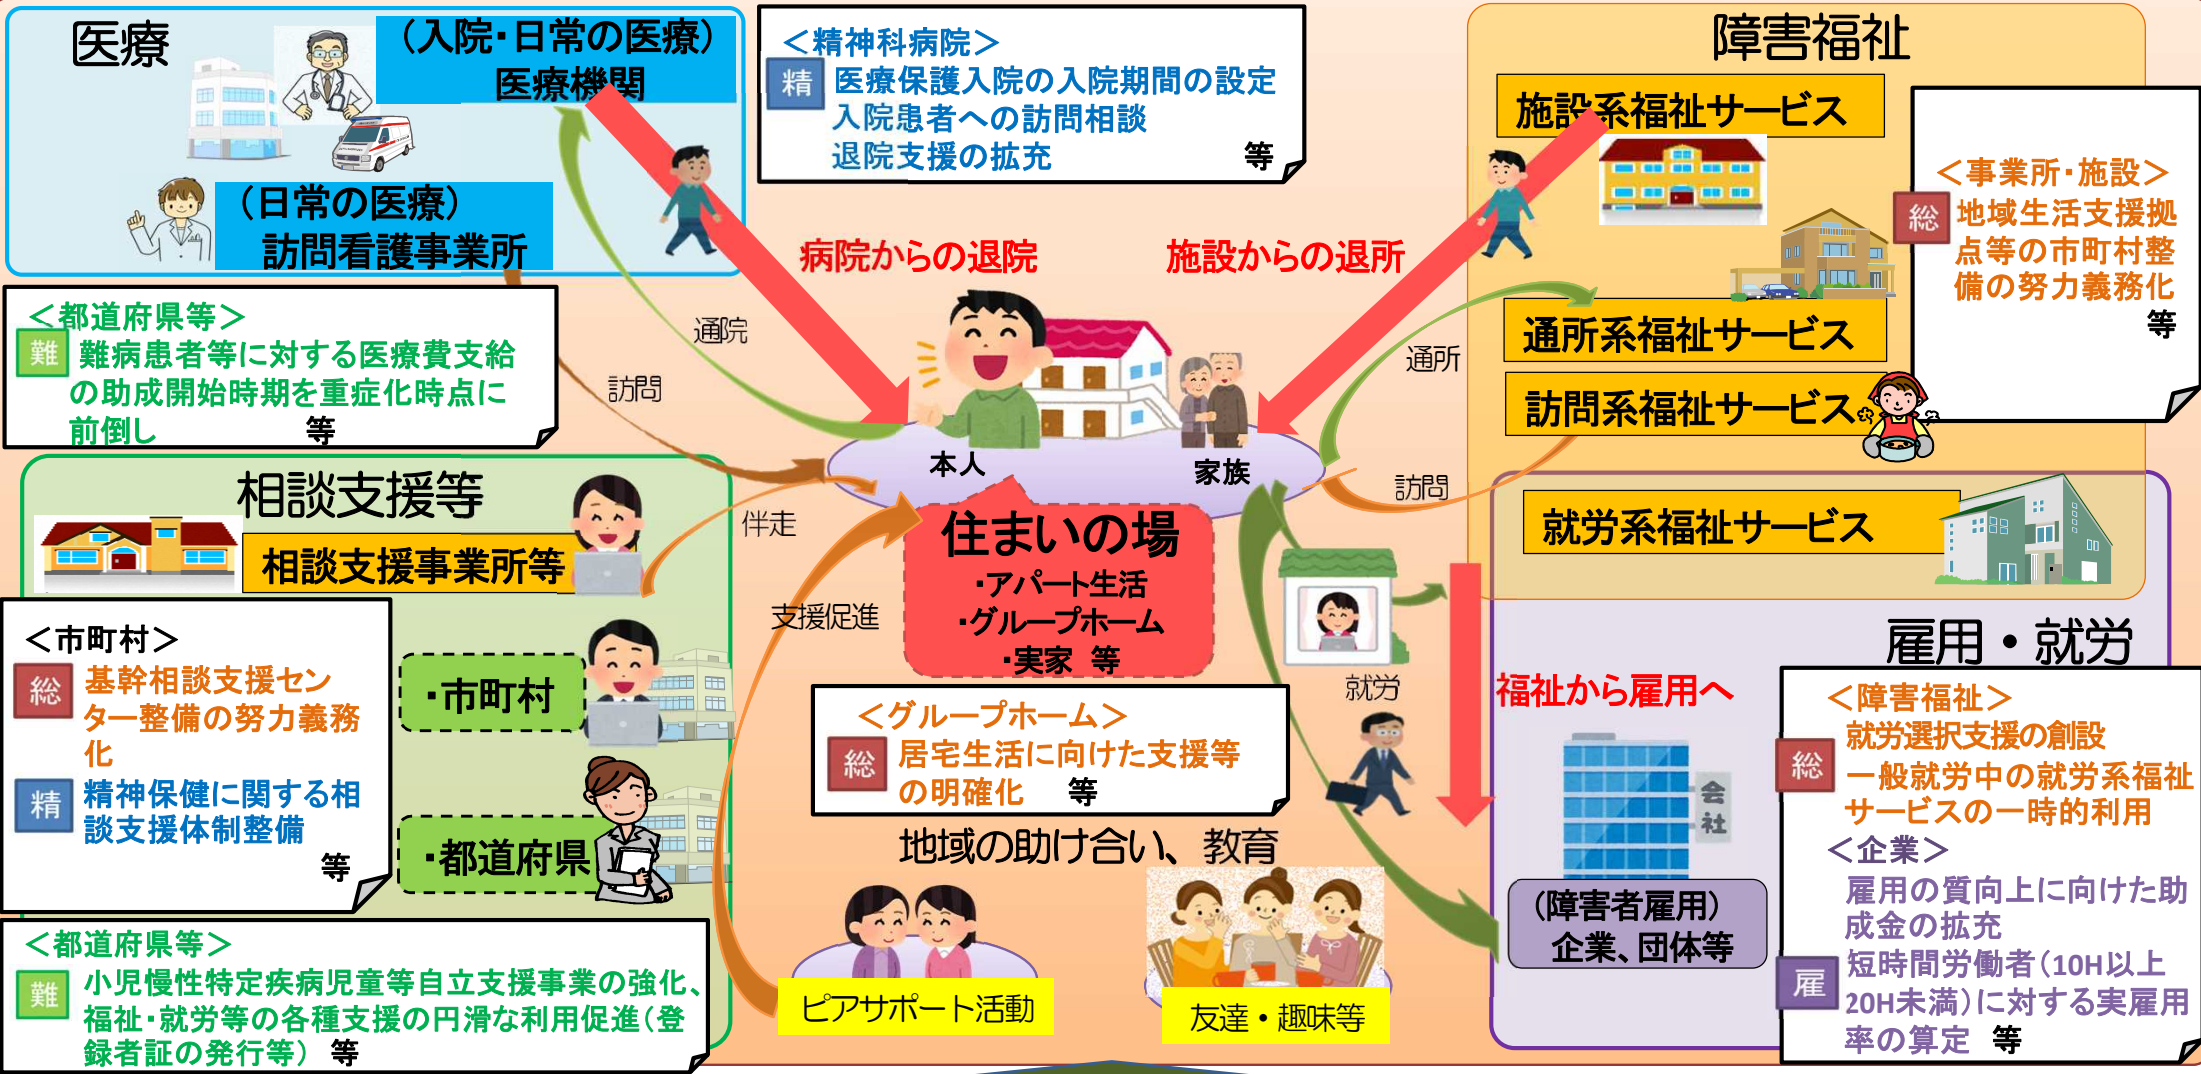 医療
(入院・日常の医療)
医療機関
(日常の医療)
訪問看護事業所
<精神科病院>
精 医療保護入院の入院期間の設定
入院患者への訪問相談
退院支援の拡充 等
障害福祉
施設系福祉サービス
<事業所・施設>
総 地域生活支援拠
点等の市町村整
備の努力義務化
等
通所系福祉サービス
訪問系福祉サービス
就労系福祉サービス
病院からの退院
施設からの退所
通院
訪問
通所
訪問
<都道府県等>
難 難病患者等に対する医療費支給
の助成開始時期を重症化時点に
前倒し 等
本人
家族
住まいの場
・アパート生活
・グループホーム
・実家 等
伴走
支援促進
就労
相談支援等
相談支援事業所等
<市町村>
総 基幹相談支援セン
ター整備の努力義務
化
精 精神保健に関する相
談支援体制整備
等
・市町村
・都道府県
<都道府県等>
難 小児慢性特定疾病児童等自立支援事業の強化、
福祉・就労等の各種支援の円滑な利用促進(登
録者証の発行等) 等
<グループホーム>
総 居宅生活に向けた支援等
の明確化 等
地域の助け合い、教育
ピアサポート活動
友達・趣味等
雇用・就労
福祉から雇用へ
会社
(障害者雇用)
企業、団体等
<障害福祉>
就労選択支援の創設
総 一般就労中の就労系福祉
サービスの一時的利用
<企業>
雇用の質向上に向けた助
成金の拡充
雇 短時間労働者(10H以上
20H未満)に対する実雇用
率の算定 等